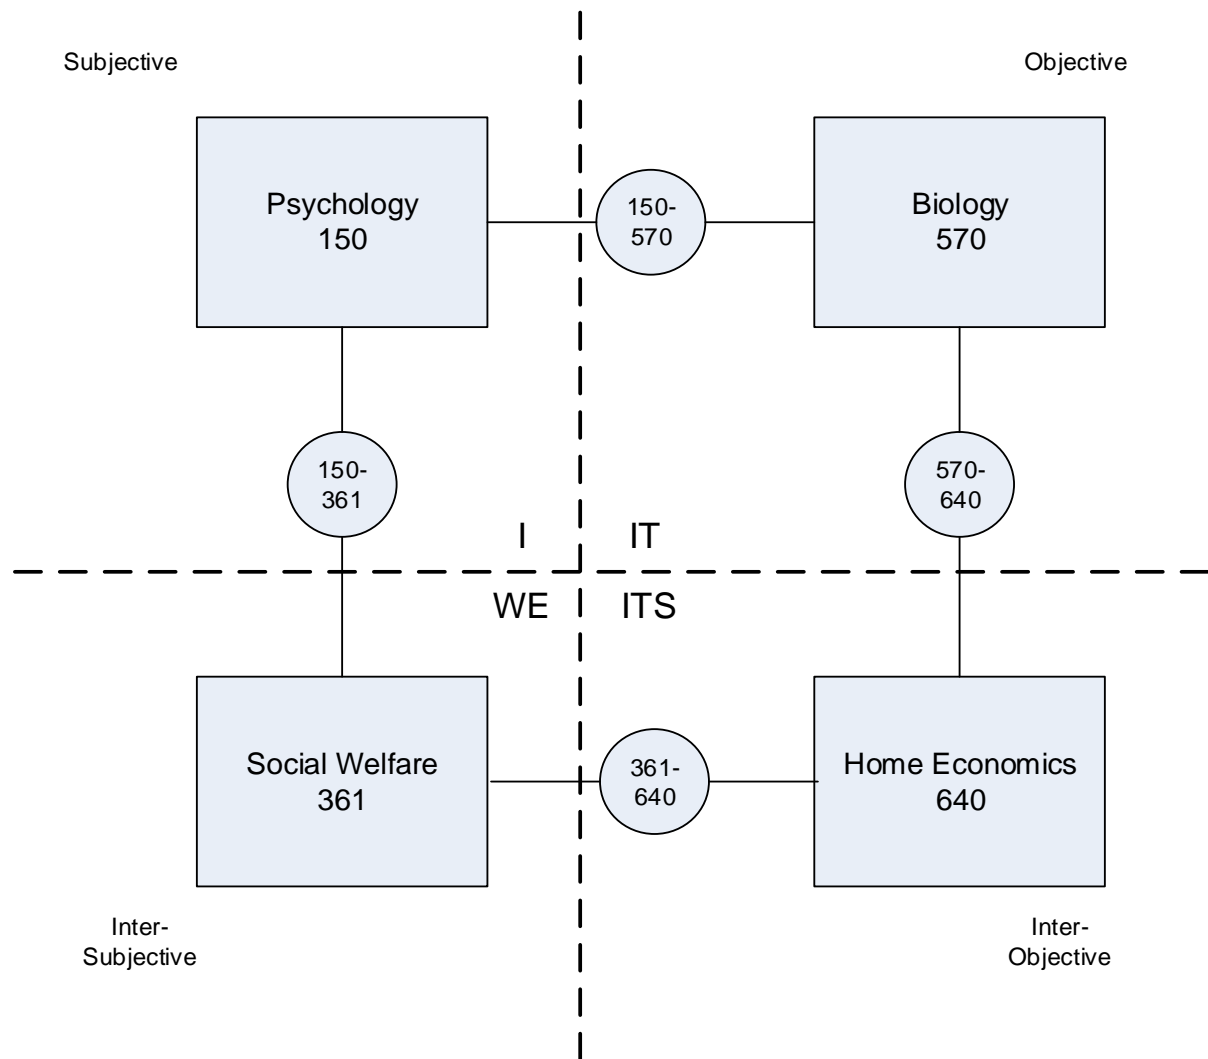 Subjective
Objective
Psychology
150
150-
570
Biology
570
150-
361
570-
640
I
IT
WE
ITS
Social Welfare
361
361-
640
Home Economics
640
Inter-
Subjective
Inter-
Objective